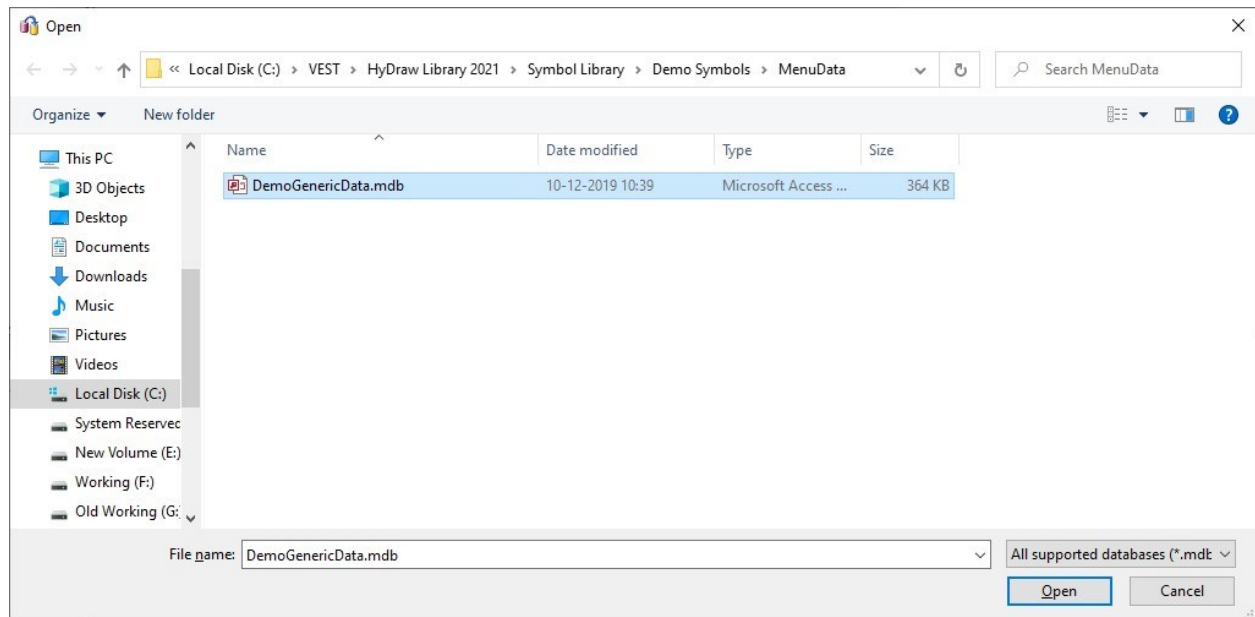 Open
« Local Disk (C:) › VEST › HyDraw Library 2021 › Symbol Library › Demo Symbols › MenuData
Search MenuData
Organize New folder
Name Date modified Type Size
DemoGenericData.mdb 10-12-2019 10:39 Microsoft Access ... 364 KB
This PC
3D Objects
Desktop
Documents
Downloads
Music
Pictures
Videos
Local Disk (C:)
System Reserved
New Volume (E:)
Working (F:)
Old Working (G:
File name: DemoGenericData.mdb
All supported databases (*.mdb
Open Cancel